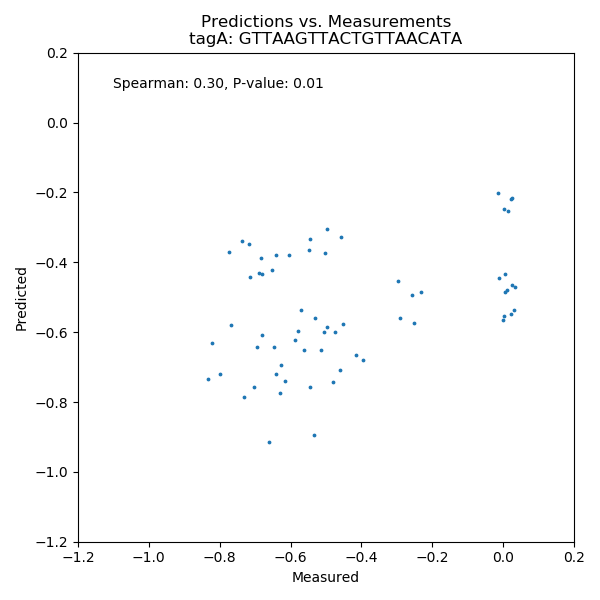 Predictions vs. Measurements
tagA: GTTAAGTTACTGTTAACATA
Spearman: 0.30, P-value: 0.01
0.2
0.0
−0.2
−0.4
−0.6
−0.8
−1.0
−1.2
Predicted
−1.2 −1.0 −0.8 −0.6 −0.4 −0.2 0.0 0.2
Measured